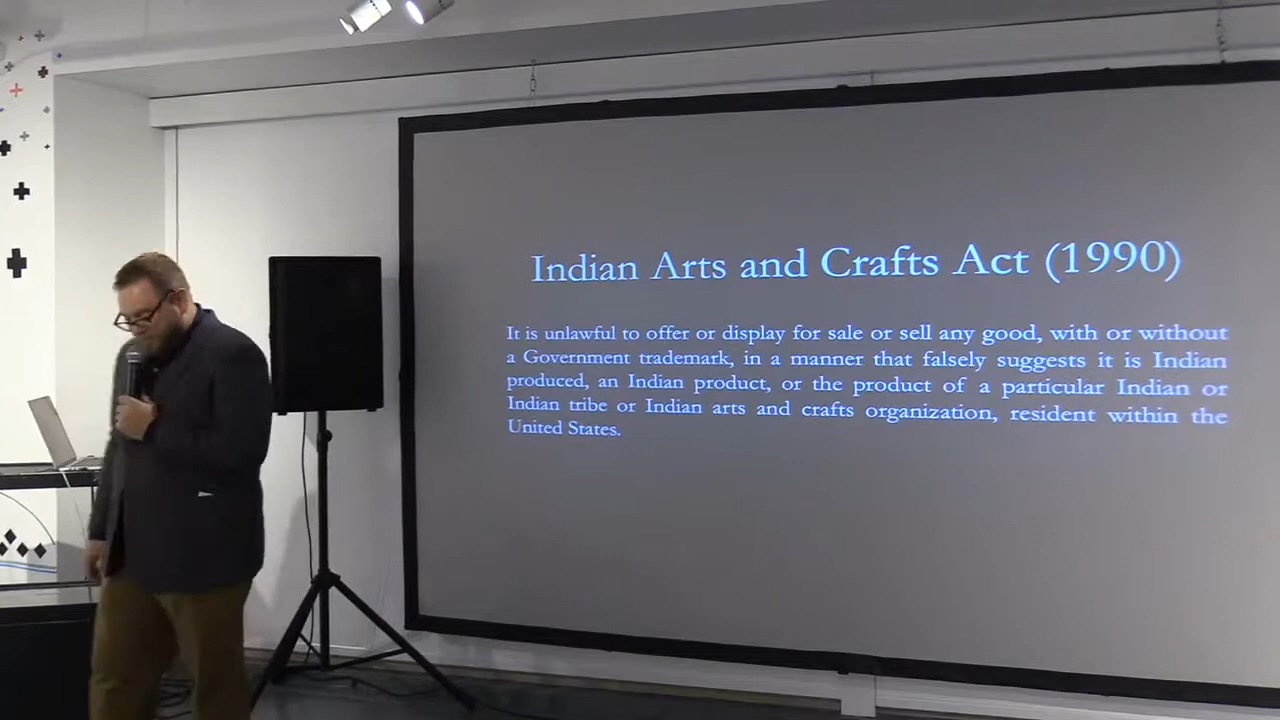 Indian Arts and Crafts Act (1990)
It is unlawful to offer or display for sale or sell any good, with or without
a Government trademark, in a manner that falsely suggests it is Indian
produced, an Indian product, or the product of a particular Indian or
Indian tribe or Indian arts and crafts organization, resident within the
United States.